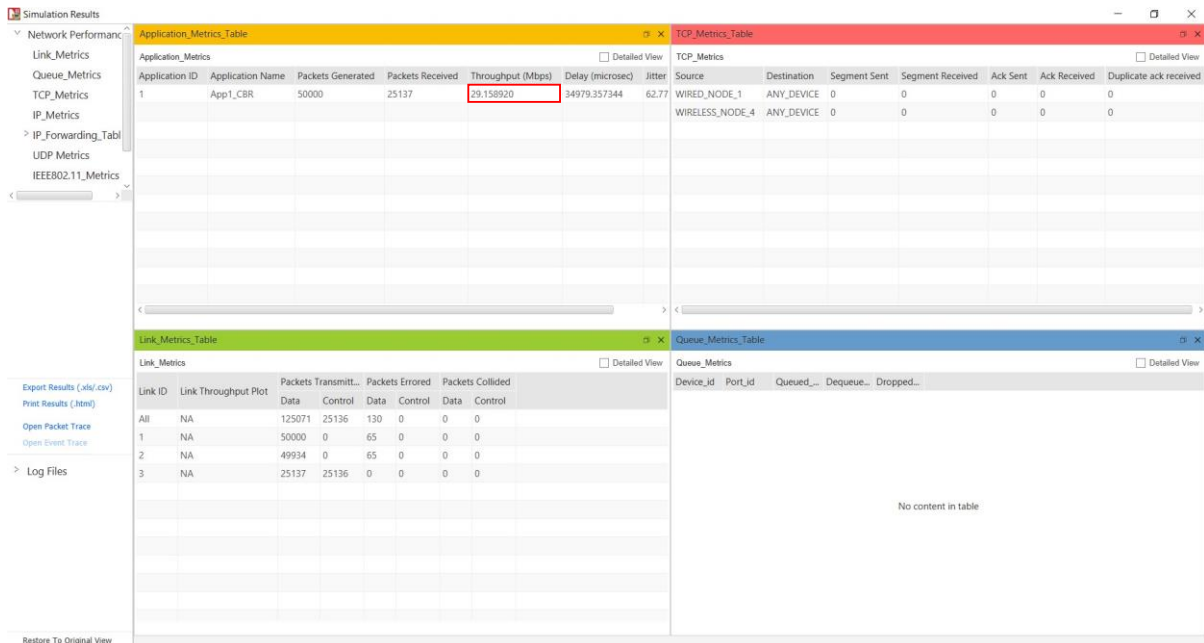 Simulation Results
Network Performanc
Link_Metrics
Queue_Metrics
TCP_Metrics
IP_Metrics
IP_Forwarding_Tabl
UDP Metrics
IEEE802.11_Metrics
Export Results (.xls/.csv)
Print Results (.html)
Open Packet Trace
Open Event Trace
Log Files
Restore To Original View
Application_Metrics_Table
Application_Metrics Detailed View
Application ID Application Name Packets Generated Packets Received Throughput (Mbps) Delay (microsec) Jitter
1 App1_CBR 50000 25137 29.158920 34979.357344 62.77
TCP_Metrics_Table
TCP_Metrics Detailed View
Source Destination Segment Sent Segment Received Ack Sent Ack Received Duplicate ack received
WIRED_NODE_1 ANY_DEVICE 0 0 0 0 0
WIRELESS_NODE_4 ANY_DEVICE 0 0 0 0 0
Link_Metrics_Table
Link_Metrics Detailed View
Link ID Link Throughput Plot Packets Transmitt... Packets Errored Packets Collided
Data Control Data Control Data Control
All NA 125071 25136 130 0 0 0
1 NA 50000 0 65 0 0 0
2 NA 49934 0 65 0 0 0
3 NA 25137 25136 0 0 0 0
Queue_Metrics_Table
Queue_Metrics Detailed View
Device_id Port_id Queued_... Dequeue... Dropped...
No content in table